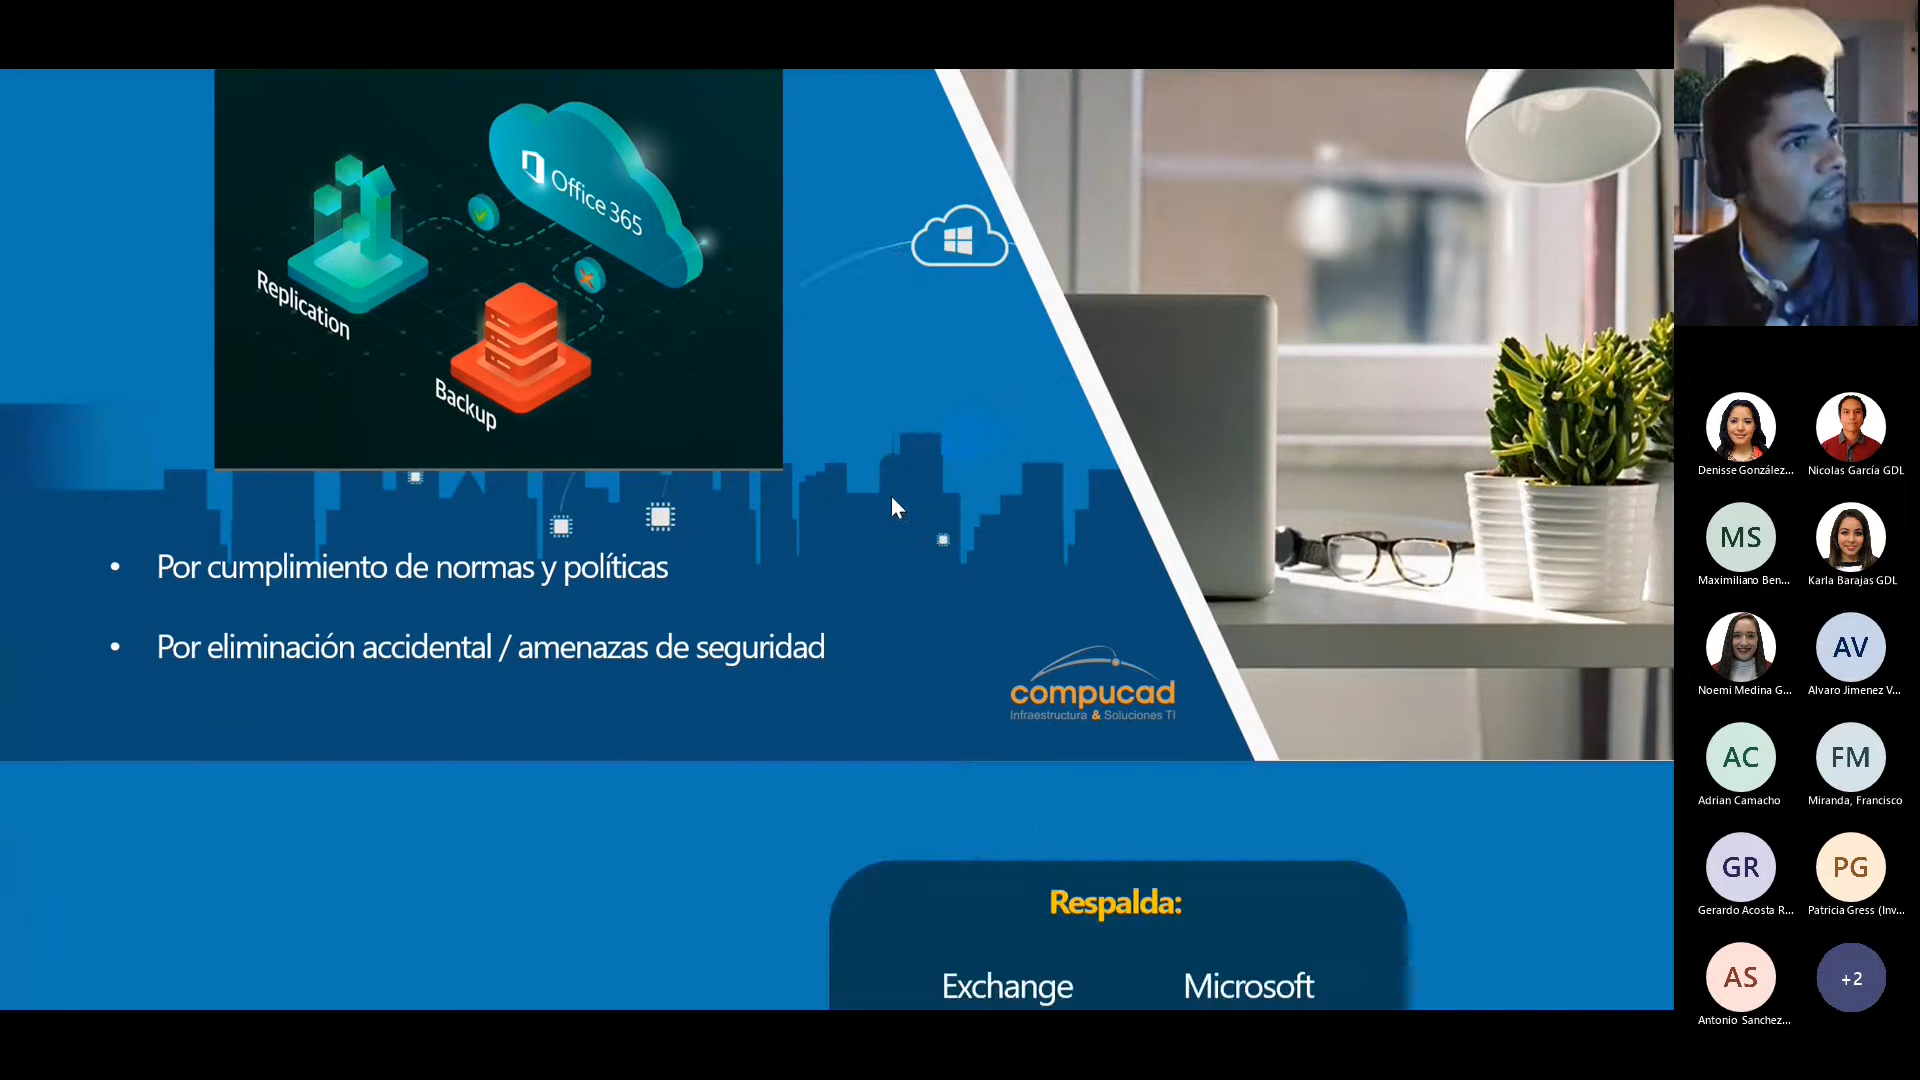 Office 365
Replication
Backup
• Por cumplimiento de normas y políticas
• Por eliminación accidental / amenazas de seguridad
compucad
Infraestructura & Soluciones TI
Respalda:
Exchange Microsoft
Denisse González... Nicolas García GDL
MS
Maximiliano Ben... Karla Barajas GDL
AV
Noemi Medina G... Alvaro Jimenez V...
AC FM
Adrian Camacho Miranda, Francisco
GR PG
Gerardo Acosta R... Patricia Gress (Inv...
AS +2
Antonio Sanchez...